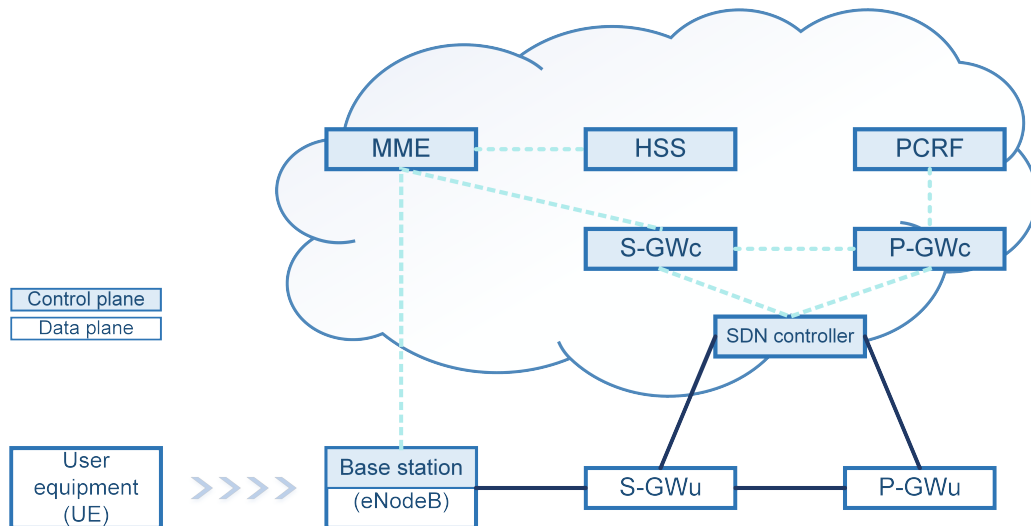 MME
HSS
PCRF
S-GWc
P-GWc
Control plane
Data plane
SDN controller
User
equipment
(UE)
Base station
(eNodeB)
S-GWu
P-GWu